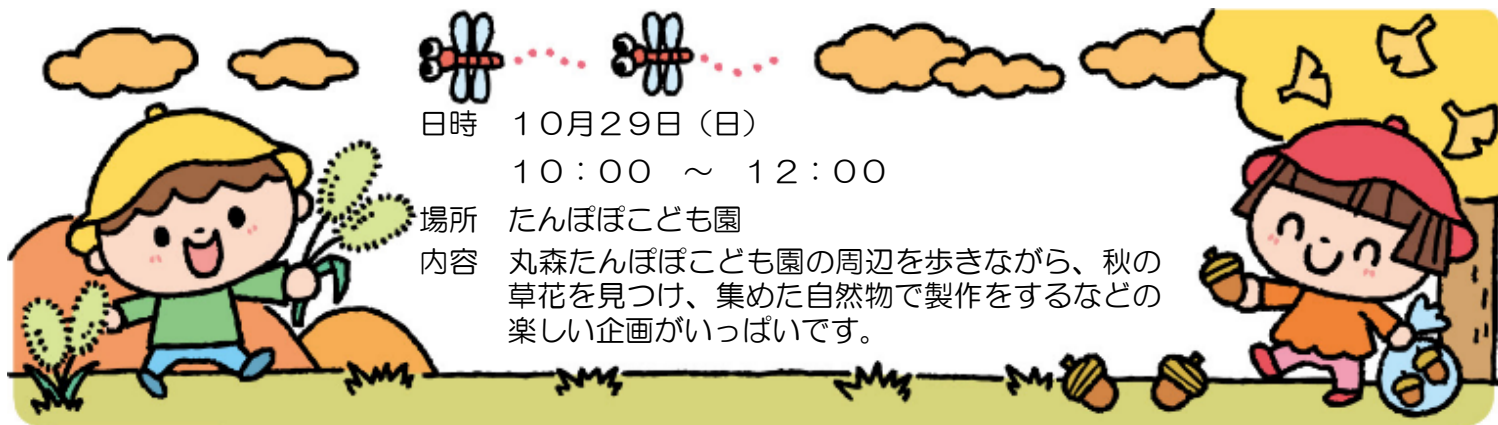 日時　１０月２９日（日）
１０：００　～　１２：００
場所　たんぽぽこども園
内容　丸森たんぽぽこども園の周辺を歩きながら、秋の
草花を見つけ、集めた自然物で製作をするなどの
楽しい企画がいっぱいです。